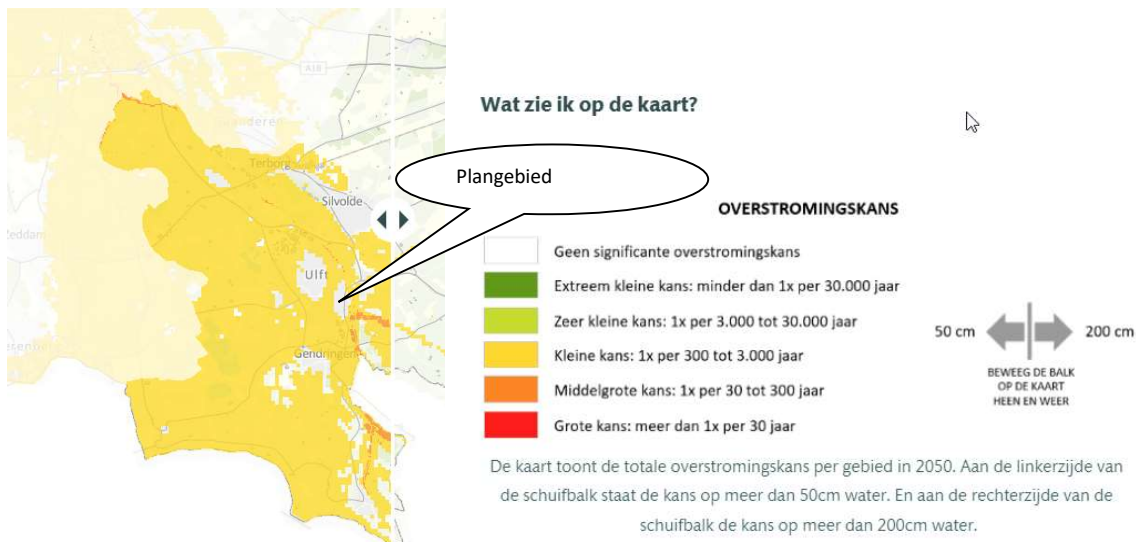 A18
Terborg
Silvolde
Zeddam
Ulft
Gendringen
Wat zie ik op de kaart?
Plangebied
OVERSTROMINGSKANS
Geen significante overstromingskans
Extreem kleine kans: minder dan 1x per 30.000 jaar
Zeer kleine kans: 1x per 3.000 tot 30.000 jaar
Kleine kans: 1x per 300 tot 3.000 jaar
Middelgrote kans: 1x per 30 tot 300 jaar
Grote kans: meer dan 1x per 30 jaar
50 cm
200 cm
BEWEEG DE BALK
OP DE KAART
HEEN EN WEER
De kaart toont de totale overstromingskans per gebied in 2050. Aan de linkerzijde van
de schuifbalk staat de kans op meer dan 50cm water. En aan de rechterzijde van de
schuifbalk de kans op meer dan 200cm water.